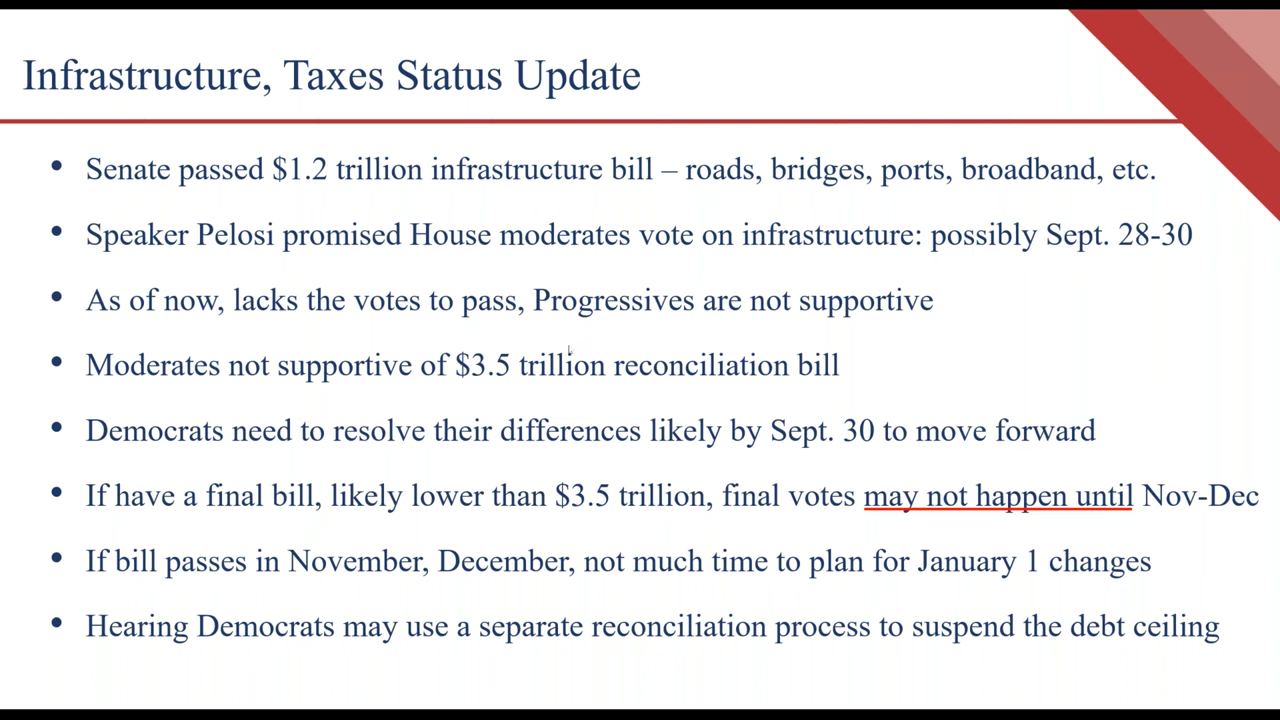 Infrastructure, Taxes Status Update
• Senate passed $1.2 trillion infrastructure bill – roads, bridges, ports, broadband, etc.
• Speaker Pelosi promised House moderates vote on infrastructure: possibly Sept. 28-30
• As of now, lacks the votes to pass, Progressives are not supportive
• Moderates not supportive of $3.5 trillion reconciliation bill
• Democrats need to resolve their differences likely by Sept. 30 to move forward
• If have a final bill, likely lower than $3.5 trillion, final votes may not happen until Nov-Dec
• If bill passes in November, December, not much time to plan for January 1 changes
• Hearing Democrats may use a separate reconciliation process to suspend the debt ceiling